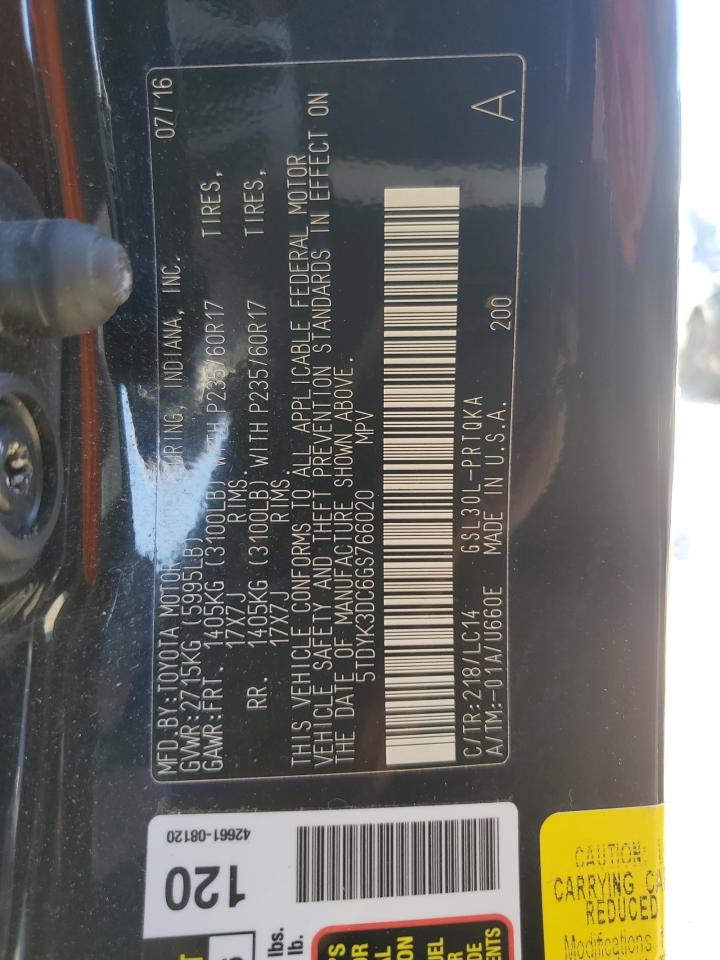 MFD.BY:TOYOTA MOTOR MANUFACTURING, INDIANA, INC. 07/16
GVWR:2715KG (5995LB)
GAWR:FRT. 1405KG (3100LB) WITH P235/60R17 TIRES,
17X7J RIMS.
RR. 1405KG (3100LB) WITH P235/60R17 TIRES,
17X7J RIMS.
THIS VEHICLE CONFORMS TO ALL APPLICABLE FEDERAL MOTOR
VEHICLE SAFETY AND THEFT PREVENTION STANDARDS IN EFFECT ON
THE DATE OF MANUFACTURE SHOWN ABOVE.
5TDYK3DC6GS766020 MPV
C/TR:218/LC14 GSL30L-PRTQKA
A/TM:-01A/U660E MADE IN U.S.A. 200 A
42661-08120
120
lbs.
lb.
CAUTION:
CARRYING
REDUCED
Modifications